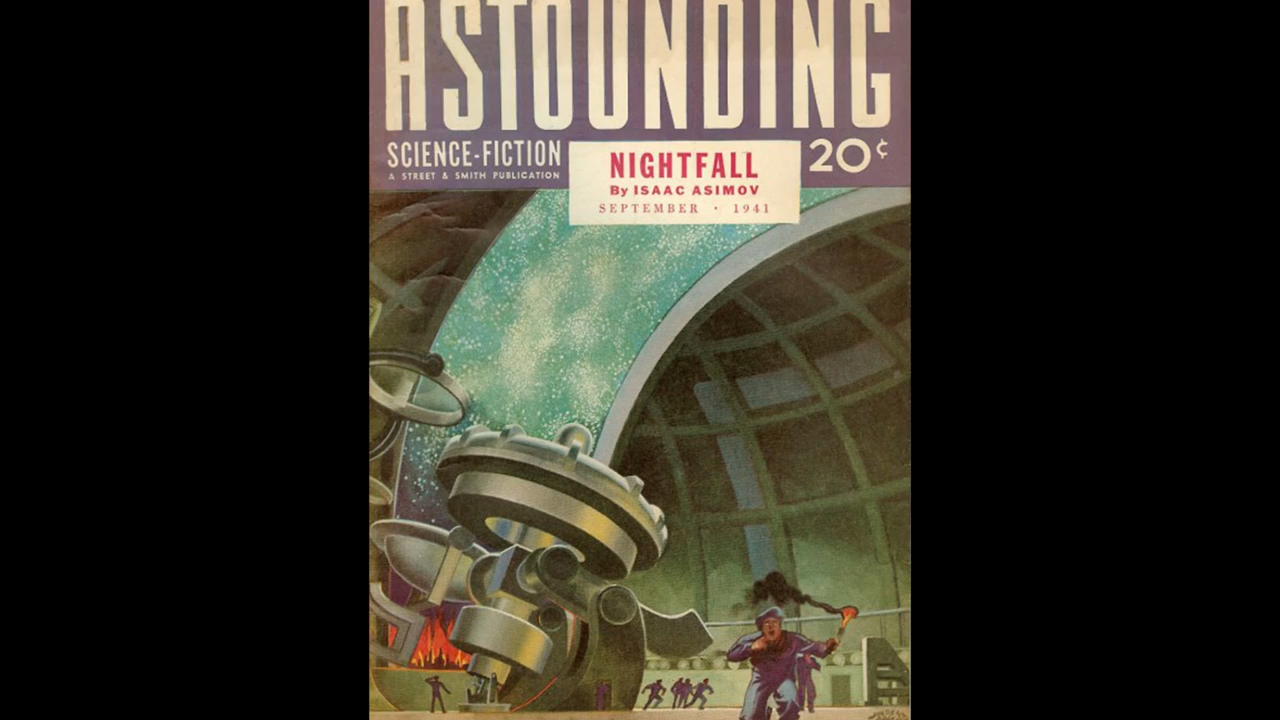 ASTOUNDING
SCIENCE-FICTION
A STREET & SMITH PUBLICATION
20¢
NIGHTFALL
By ISAAC ASIMOV
SEPTEMBER · 1941